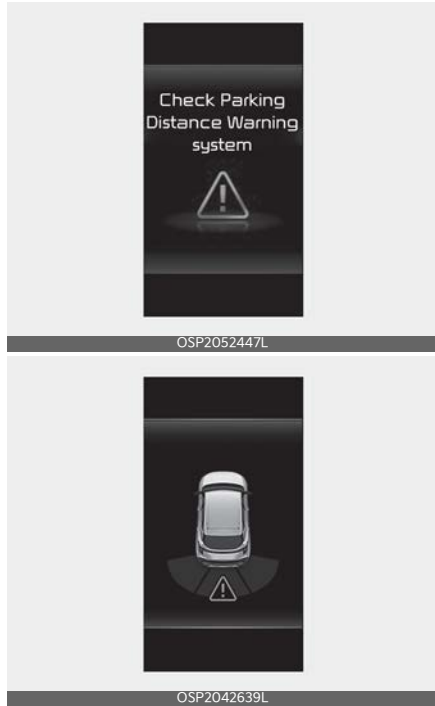 Check Parking
Distance Warning
system
OSP2052447L
OSP2042639L